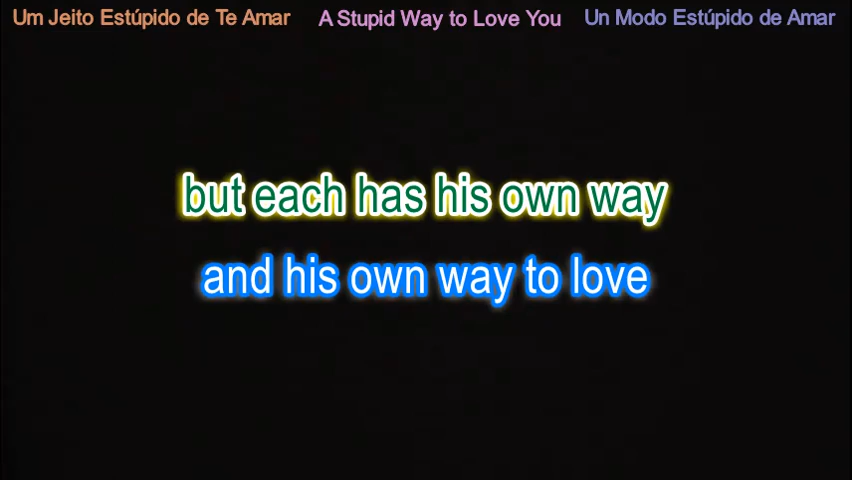 Um Jeito Estúpido de Te Amar A Stupid Way to Love You Un Modo Estúpido de Amar
but each has his own way
and his own way to love